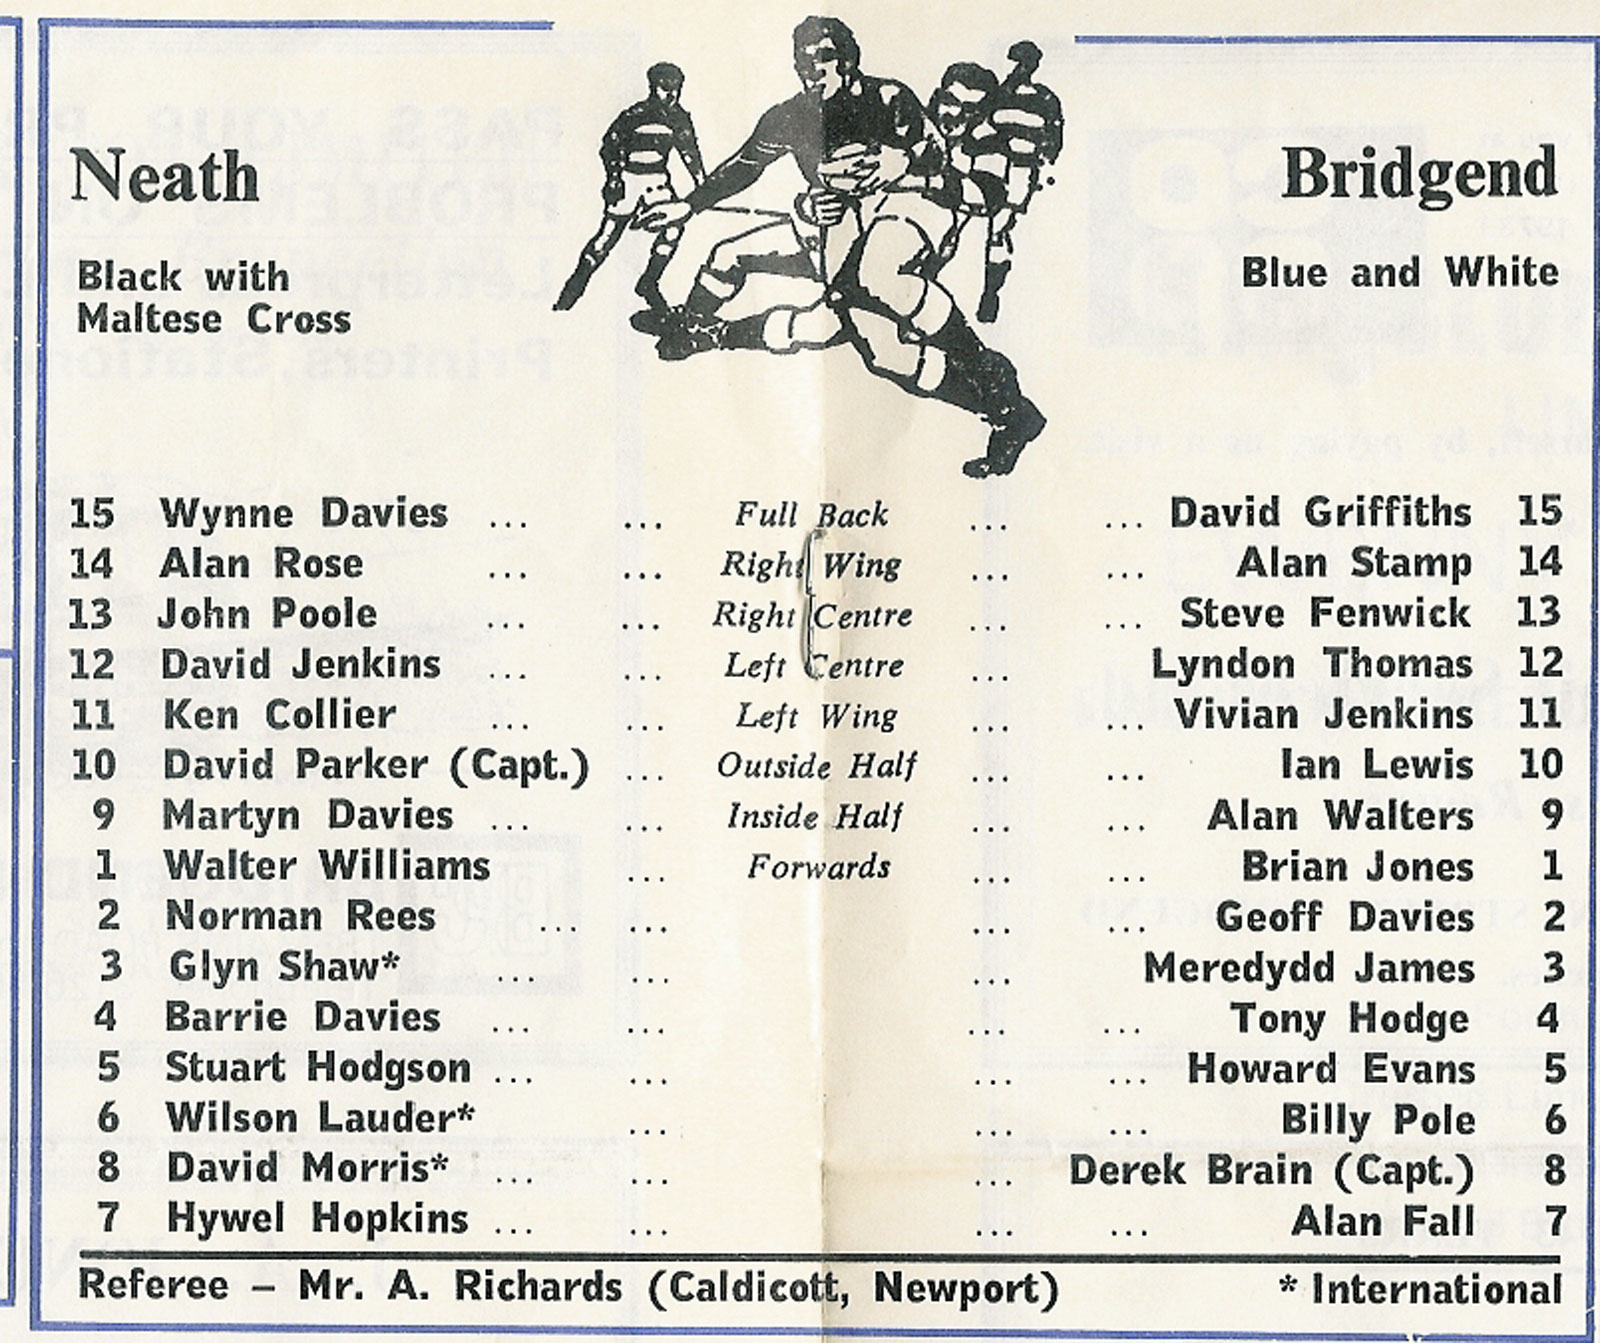 Neath Bridgend
Black with
Maltese Cross
Blue and White
15 Wynne Davies ... ... Full Back ... ... David Griffiths 15
14 Alan Rose ... ... Right Wing ... ... Alan Stamp 14
13 John Poole ... ... Right Centre ... ... Steve Fenwick 13
12 David Jenkins ... ... Left Centre ... Lyndon Thomas 12
11 Ken Collier ... ... Left Wing ... ... Vivian Jenkins 11
10 David Parker (Capt.) ... Outside Half ... ... Ian Lewis 10
9 Martyn Davies ... ... Inside Half ... ... Alan Walters 9
1 Walter Williams ... Forwards ... ... Brian Jones 1
2 Norman Rees ... ... ... ... Geoff Davies 2
3 Glyn Shaw* ... ... ... Meredydd James 3
4 Barrie Davies ... ... ... ... Tony Hodge 4
5 Stuart Hodgson ... ... ... ... Howard Evans 5
6 Wilson Lauder* ... ... ... Billy Pole 6
8 David Morris* ... ... ... Derek Brain (Capt.) 8
7 Hywel Hopkins ... ... ... ... Alan Fall 7
Referee – Mr. A. Richards (Caldicott, Newport) * International